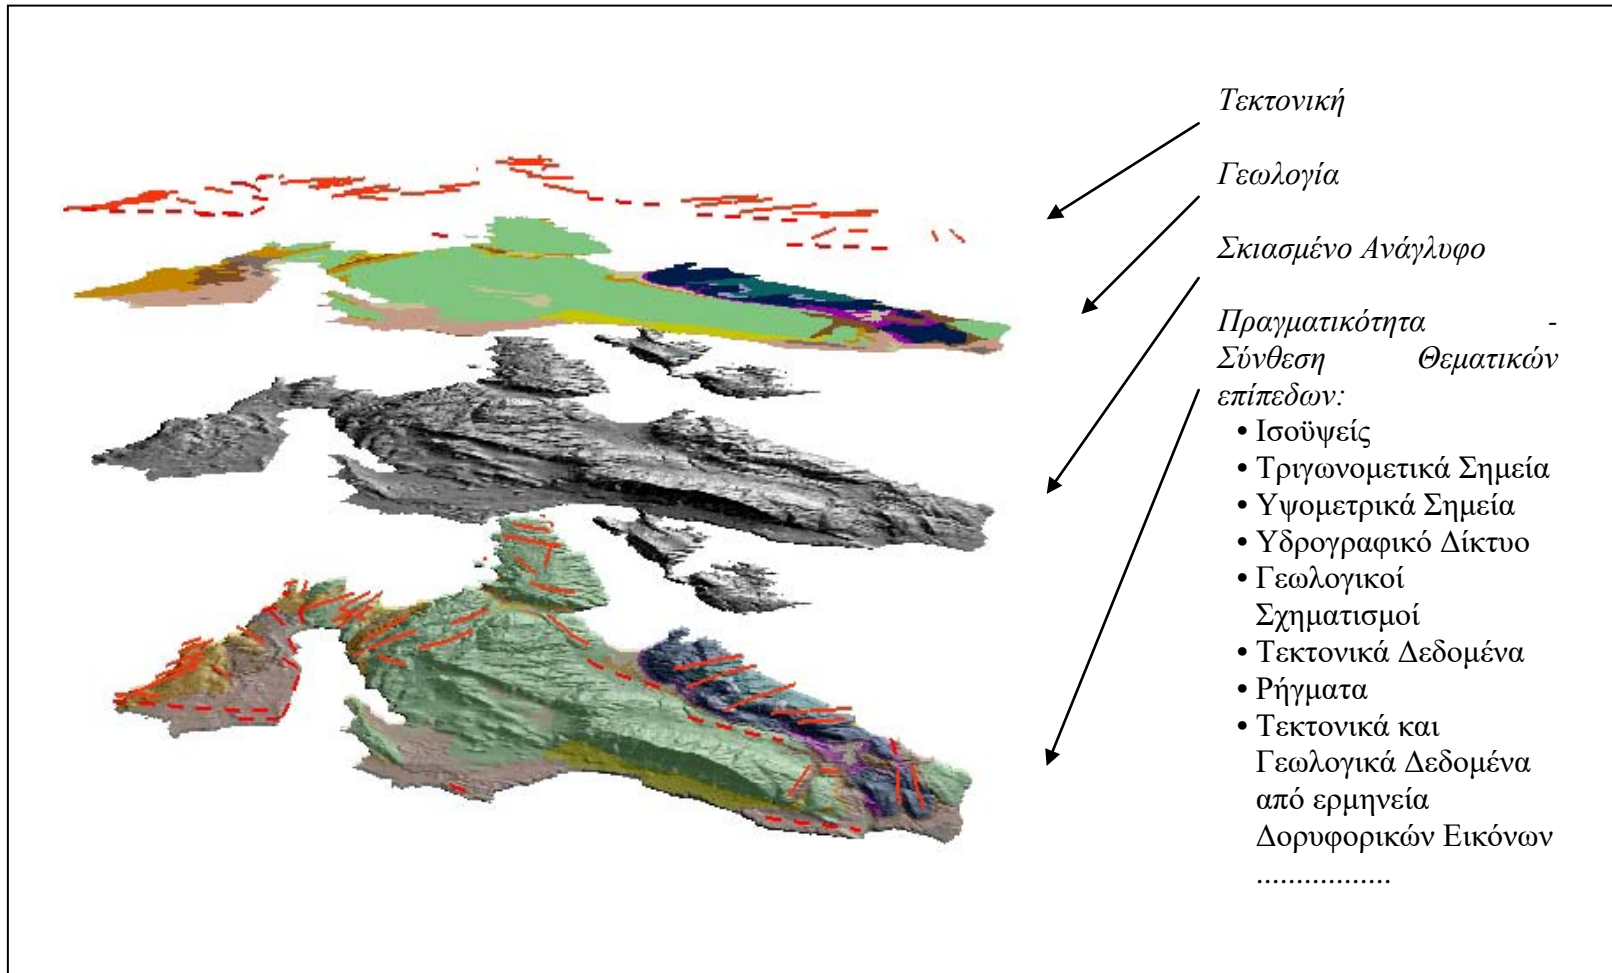 Τεκτονική
Γεωλογία
Σκιασμένο Ανάγλυφο
Πραγματικότητα -
Σύνθεση Θεματικών
επίπεδων:
• Ισοϋψείς
• Τριγωνομετικά Σημεία
• Υψομετρικά Σημεία
• Υδρογραφικό Δίκτυο
• Γεωλογικοί
Σχηματισμοί
• Τεκτονικά Δεδομένα
• Ρήγματα
• Τεκτονικά και
Γεωλογικά Δεδομένα
από ερμηνεία
Δορυφορικών Εικόνων
.................